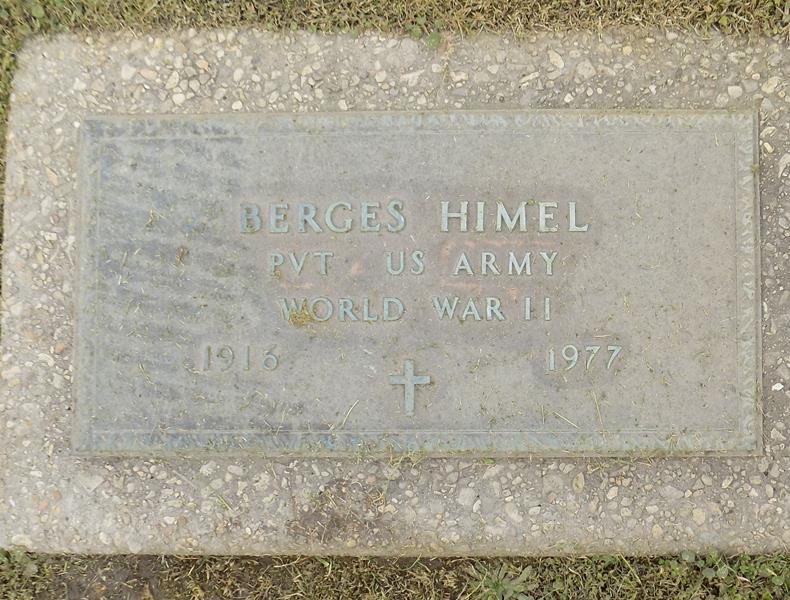 BERGES HIMEL
PVT US ARMY
WORLD WAR II
1916 1977